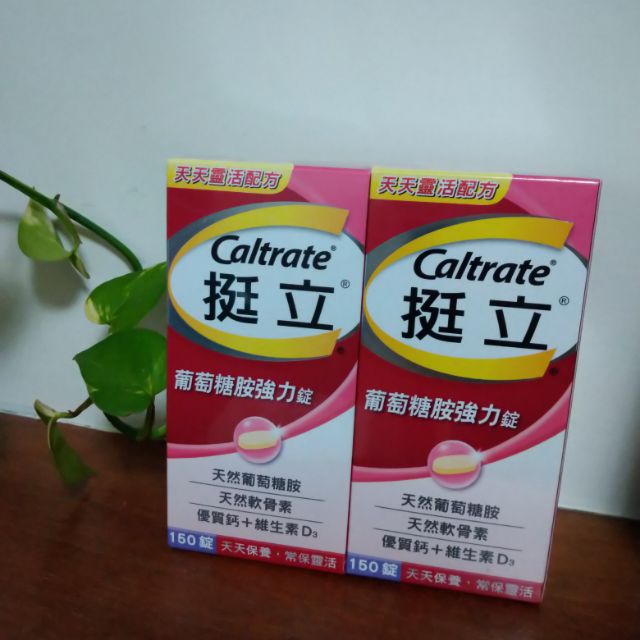 天天靈活配方
Caltrate®
挺立®
葡萄糖胺強力錠
天然葡萄糖胺
天然軟骨素
優質鈣+維生素D₃
150錠 天天保養・常保靈活
天天靈活配方
Caltrate®
挺立®
葡萄糖胺強力錠
天然葡萄糖胺
天然軟骨素
優質鈣+維生素D₃
150錠 天天保養・常保靈活